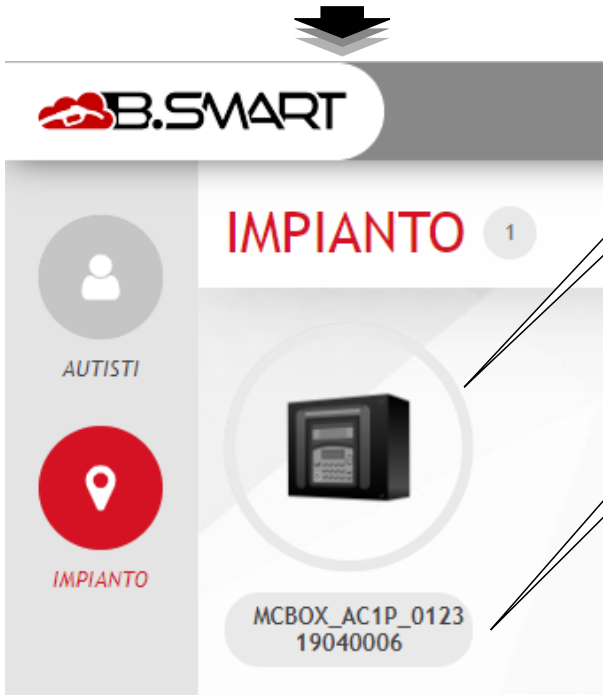 B.SMART
IMPIANTO 1
AUTISTI
IMPIANTO
MCBOX_AC1P_0123
19040006